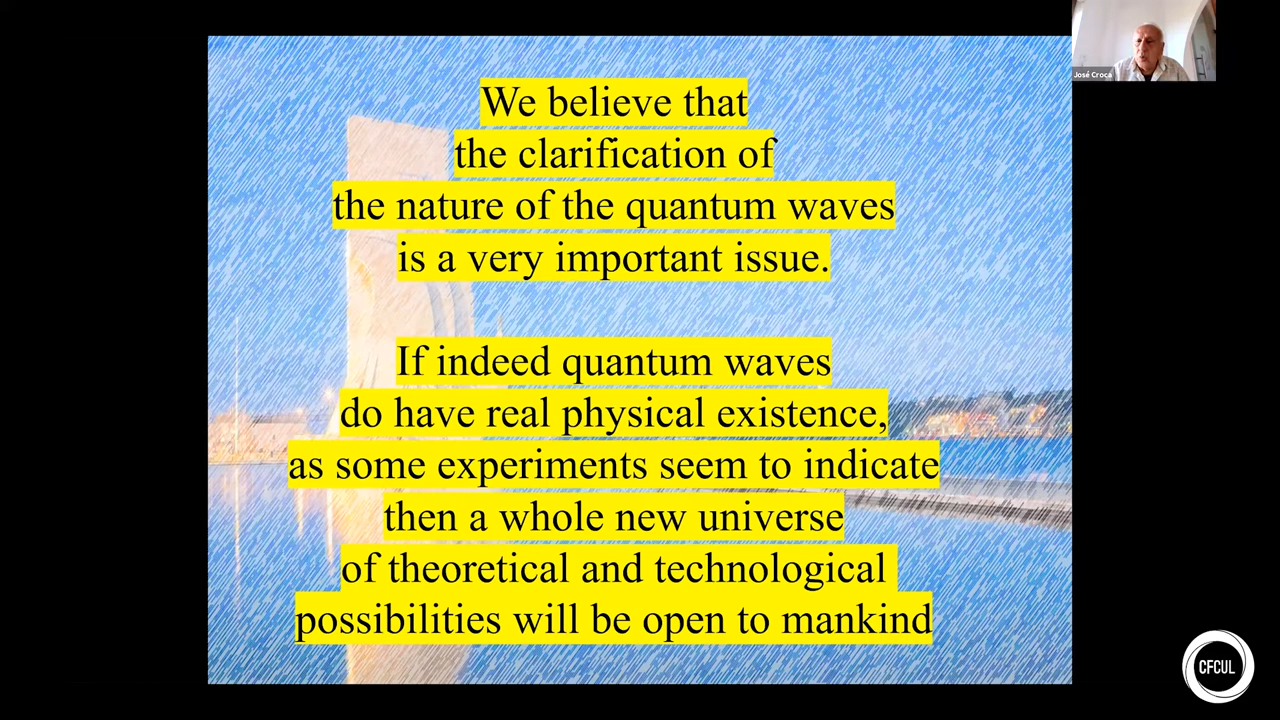 José Croca
We believe that
the clarification of
the nature of the quantum waves
is a very important issue.
If indeed quantum waves
do have real physical existence,
as some experiments seem to indicate
then a whole new universe
of theoretical and technological
possibilities will be open to mankind
CFCUL